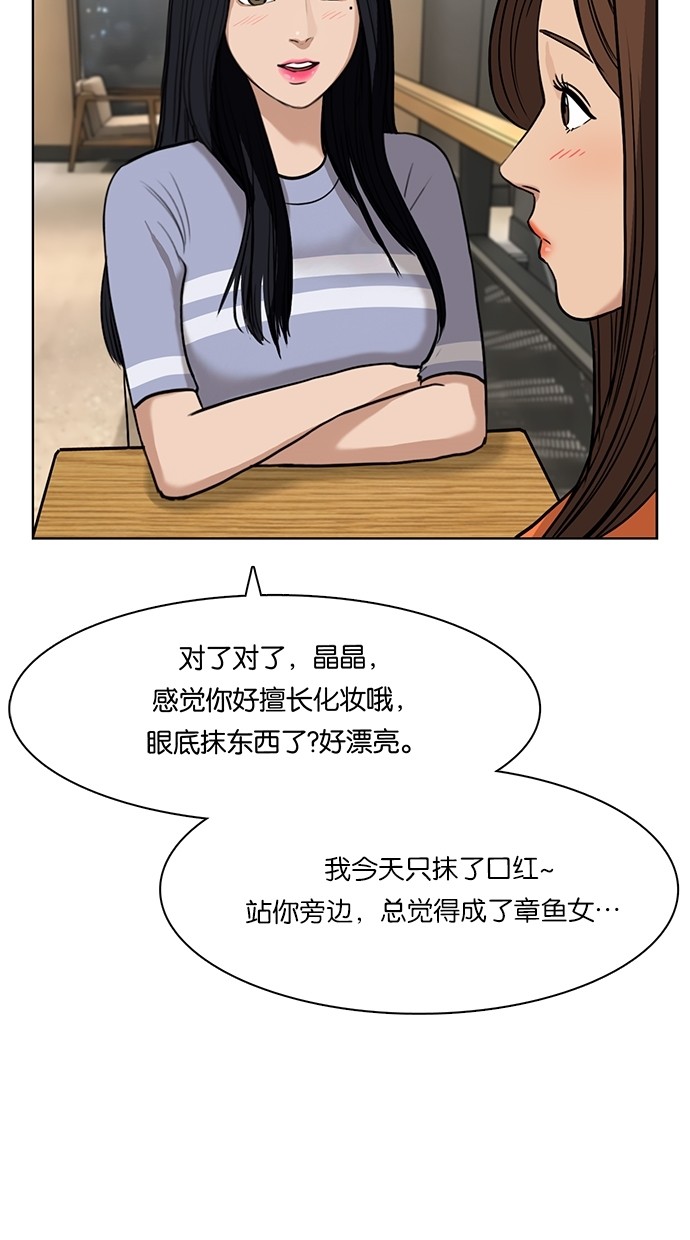 对了对了，晶晶，
感觉你好擅长化妆哦，
眼底抹东西了?好漂亮。
我今天只抹了口红~
站你旁边，总觉得成了章鱼女…